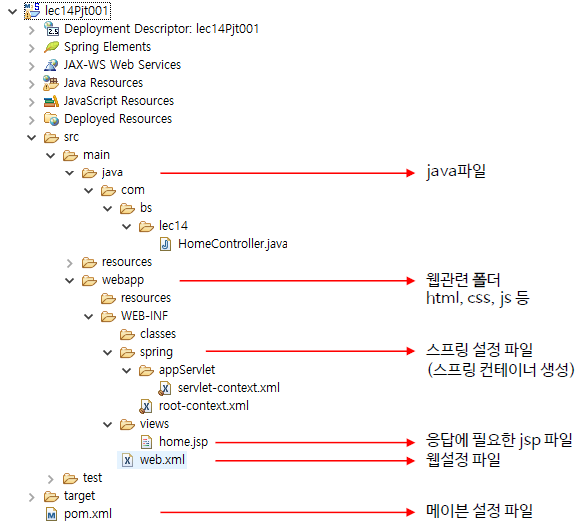 lec14Pjt001
Deployment Descriptor: lec14Pjt001
Spring Elements
JAX-WS Web Services
Java Resources
JavaScript Resources
Deployed Resources
src
main
java
java파일
com
bs
lec14
HomeController.java
resources
webapp
웹관련 폴더
html, css, js 등
resources
WEB-INF
classes
spring
스프링 설정 파일
(스프링 컨테이너 생성)
appServlet
servlet-context.xml
root-context.xml
views
home.jsp
응답에 필요한 jsp 파일
web.xml
웹설정 파일
test
target
pom.xml
메이븐 설정 파일